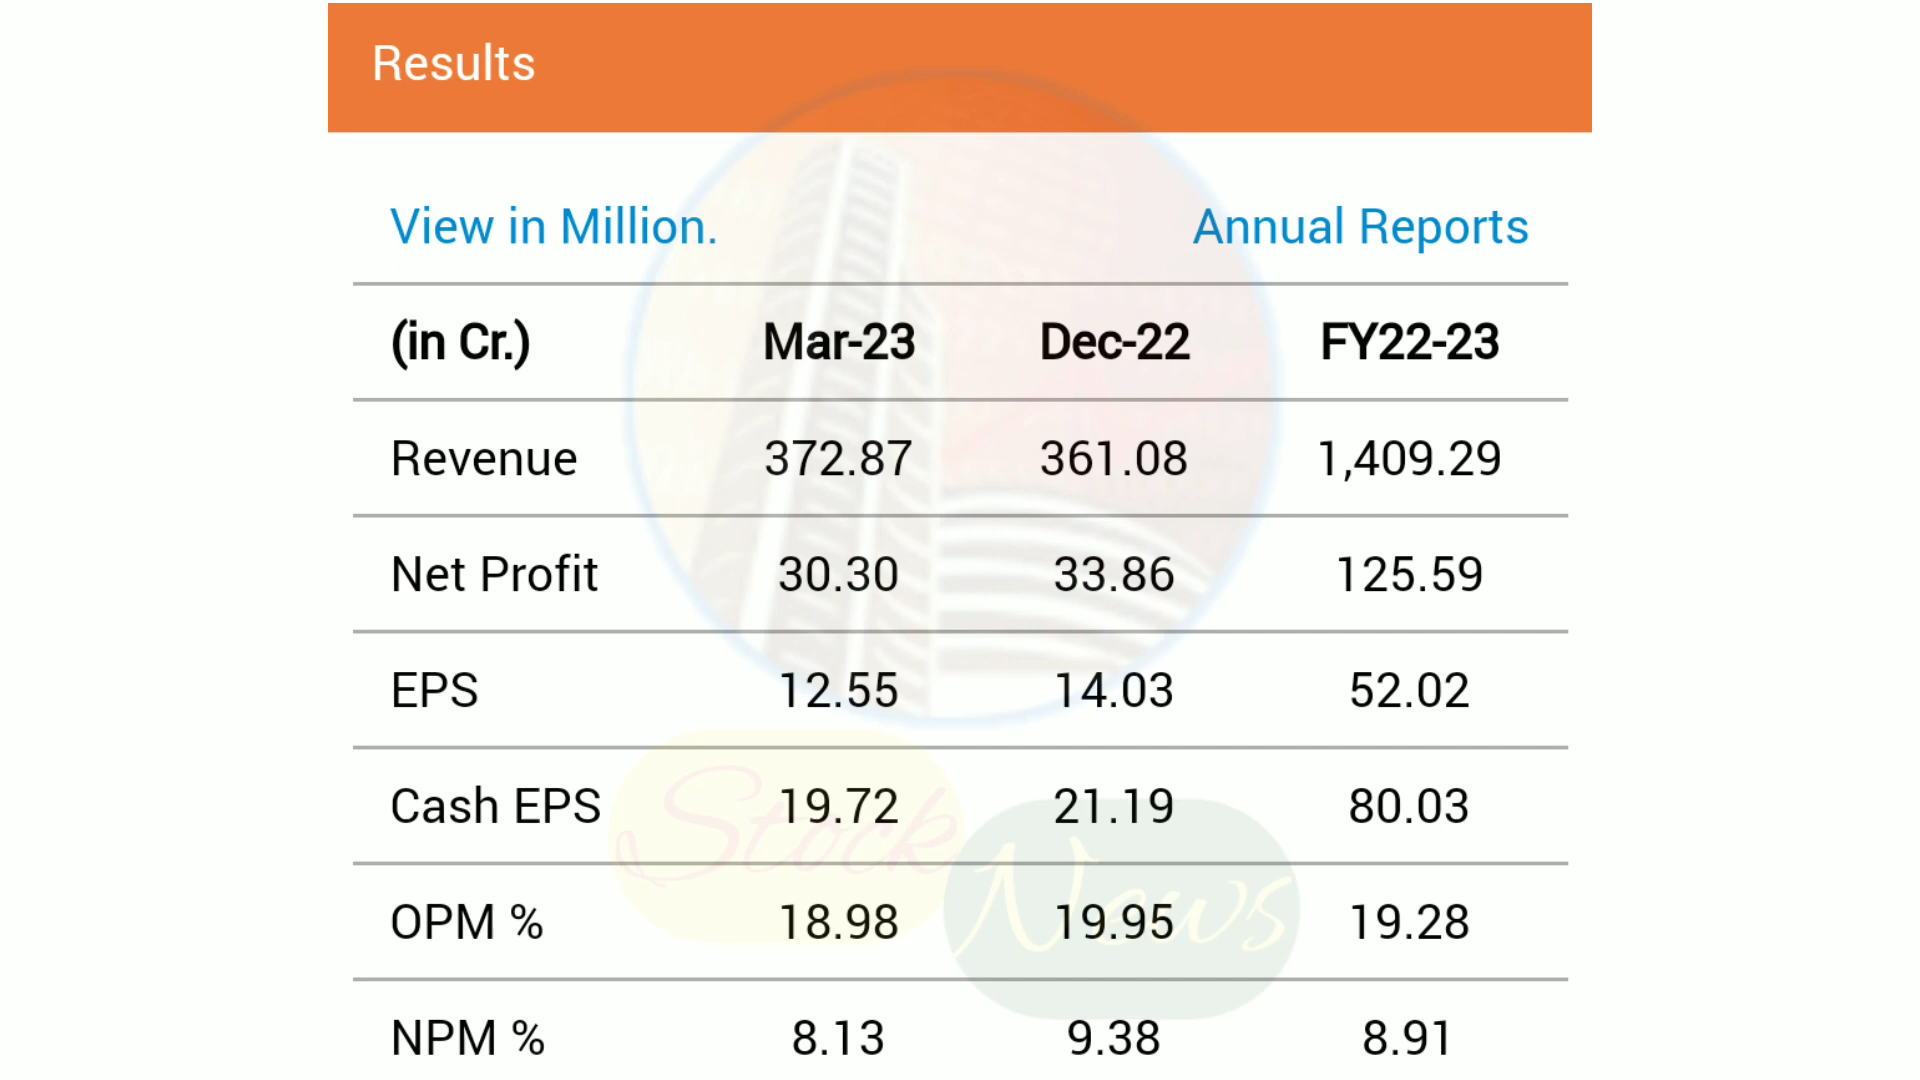 Results
View in Million. Annual Reports
(in Cr.) Mar-23 Dec-22 FY22-23
Revenue 372.87 361.08 1,409.29
Net Profit 30.30 33.86 125.59
EPS 12.55 14.03 52.02
Cash EPS 19.72 21.19 80.03
Stock
OPM % 18.98 19.95 19.28
News
NPM % 8.13 9.38 8.91